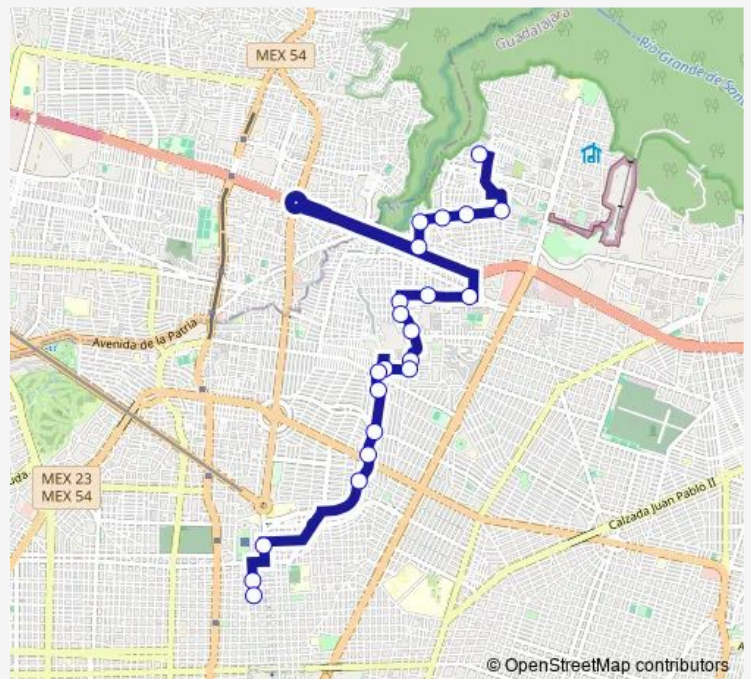 Guadalajara
Río Grande de San
MEX 54
Avenida de la Patria
uda
MEX 23
MEX 54
Calzada Juan Pablo II
A
© OpenStreetMap contributors